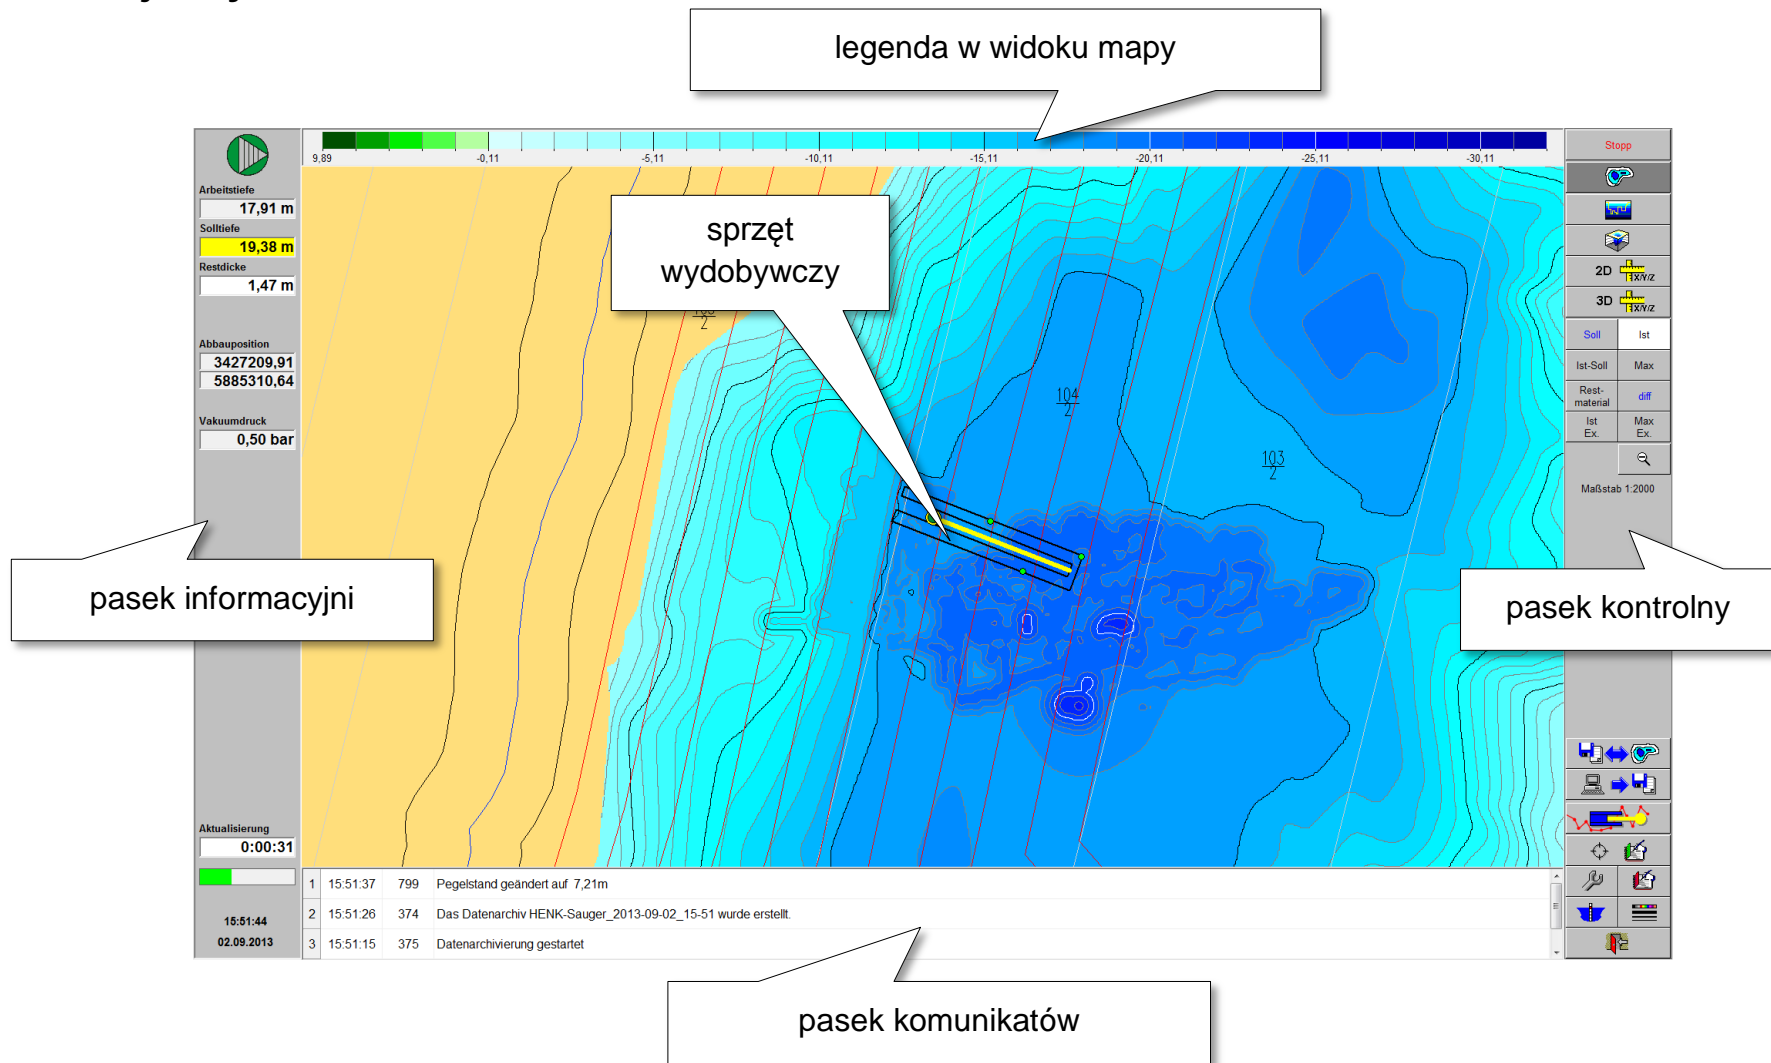 legenda w widoku mapy
9,89 -0,11 -5,11 -10,11 -15,11 -20,11 -25,11 -30,11
Arbeitstiefe
17,91 m
Solltiefe
19,38 m
Restdicke
1,47 m
Abbauposition
3427209,91
5885310,64
Vakuumdruck
0,50 bar
sprzęt
wydobywczy
2
104
2
103
2
Stopp
2D X/Y/Z
3D X/Y/Z
Soll Ist
Ist-Soll Max
Rest-
material diff
Ist Max
Ex. Ex.
Maßstab 1:2000
pasek informacyjni
pasek kontrolny
Aktualisierung
0:00:31
15:51:44
02.09.2013
1 15:51:37 799 Pegelstand geändert auf 7,21m
2 15:51:26 374 Das Datenarchiv HENK-Sauger_2013-09-02_15-51 wurde erstellt.
3 15:51:15 375 Datenarchivierung gestartet
pasek komunikatów